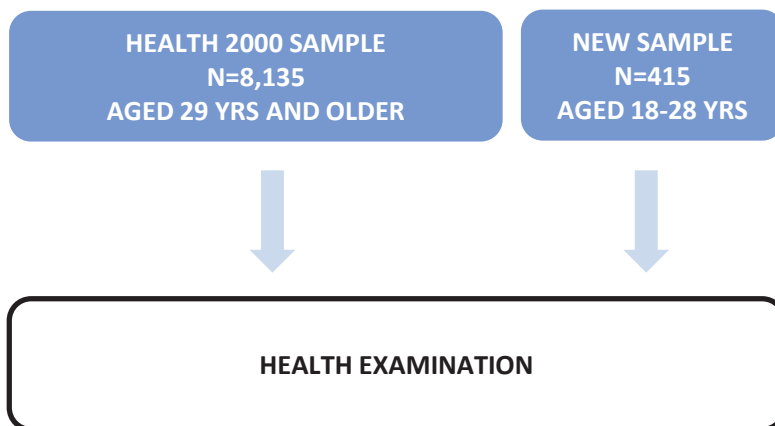 HEALTH 2000 SAMPLE
N=8,135
AGED 29 YRS AND OLDER
NEW SAMPLE
N=415
AGED 18-28 YRS
HEALTH EXAMINATION